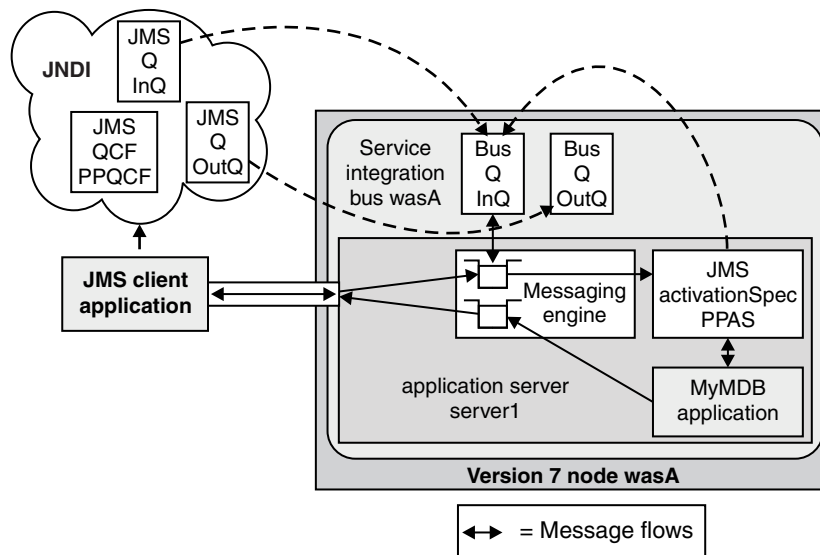 JMS
Q
InQ
JNDI
JMS
QCF
PPQCF
JMS
Q
OutQ
Service
integration
bus wasA
Bus
Q
InQ
Bus
Q
OutQ
JMS client
application
Messaging
engine
JMS
activationSpec
PPAS
application server
server1
MyMDB
application
Version 7 node wasA
= Message flows